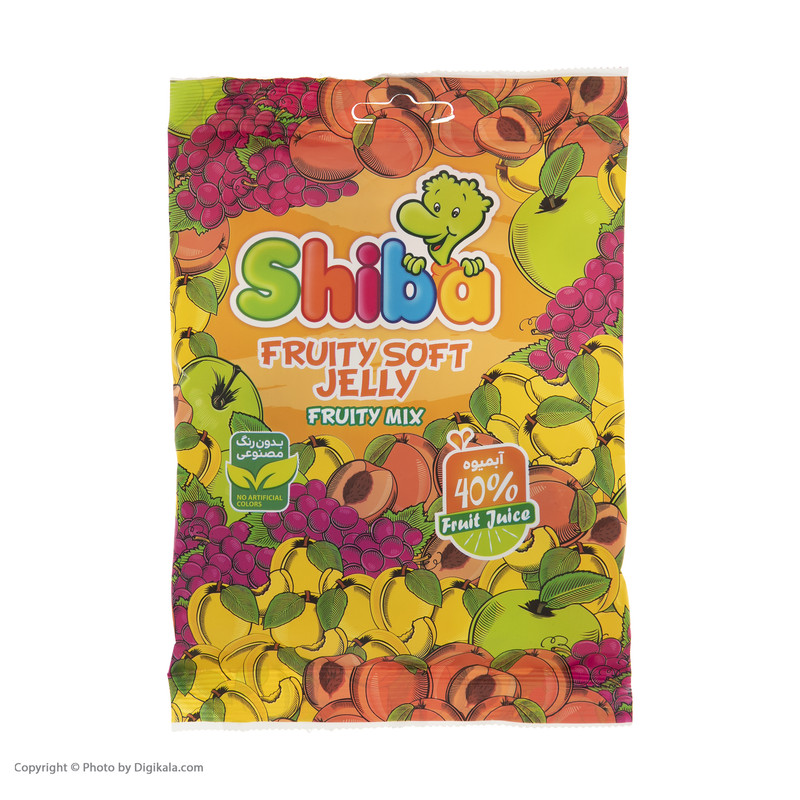 Shiba
FRUITY SOFT
JELLY
FRUITY MIX
بدون رنگ
مصنوعی
NO ARTIFICIAL
COLORS
آبمیوه
40%
Fruit Juice
Copyright © Photo by Digikala.com